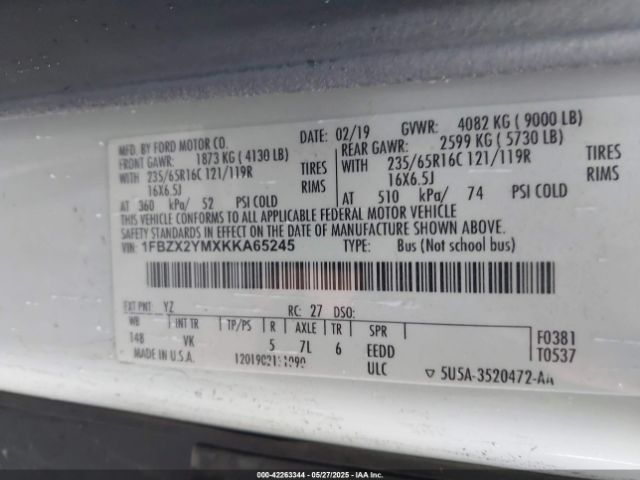 MFD. BY FORD MOTOR CO.
DATE: 02/19 GVWR: 4082 KG ( 9000 LB)
FRONT GAWR: 1873 KG ( 4130 LB) REAR GAWR: 2599 KG ( 5730 LB)
WITH 235/65R16C 121/119R TIRES WITH 235/65R16C 121/119R TIRES
16X6.5J RIMS 16X6.5J RIMS
AT 360 kPa/ 52 PSI COLD AT 510 kPa/ 74 PSI COLD
THIS VEHICLE CONFORMS TO ALL APPLICABLE FEDERAL MOTOR VEHICLE
SAFETY STANDARDS IN EFFECT ON THE DATE OF MANUFACTURE SHOWN ABOVE.
VIN: 1FBZX2YMXKKA65245 TYPE: Bus (Not school bus)
EXT PNT: YZ RC: 27 DSO:
WB INT TR TP/PS R AXLE TR SPR F0381
148 VK 5 7L 6 EEDD T0537
MADE IN U.S.A. ULC ▽ 5U5A-3520472-AA
00-42263344 | 05/27/2025 | IAA